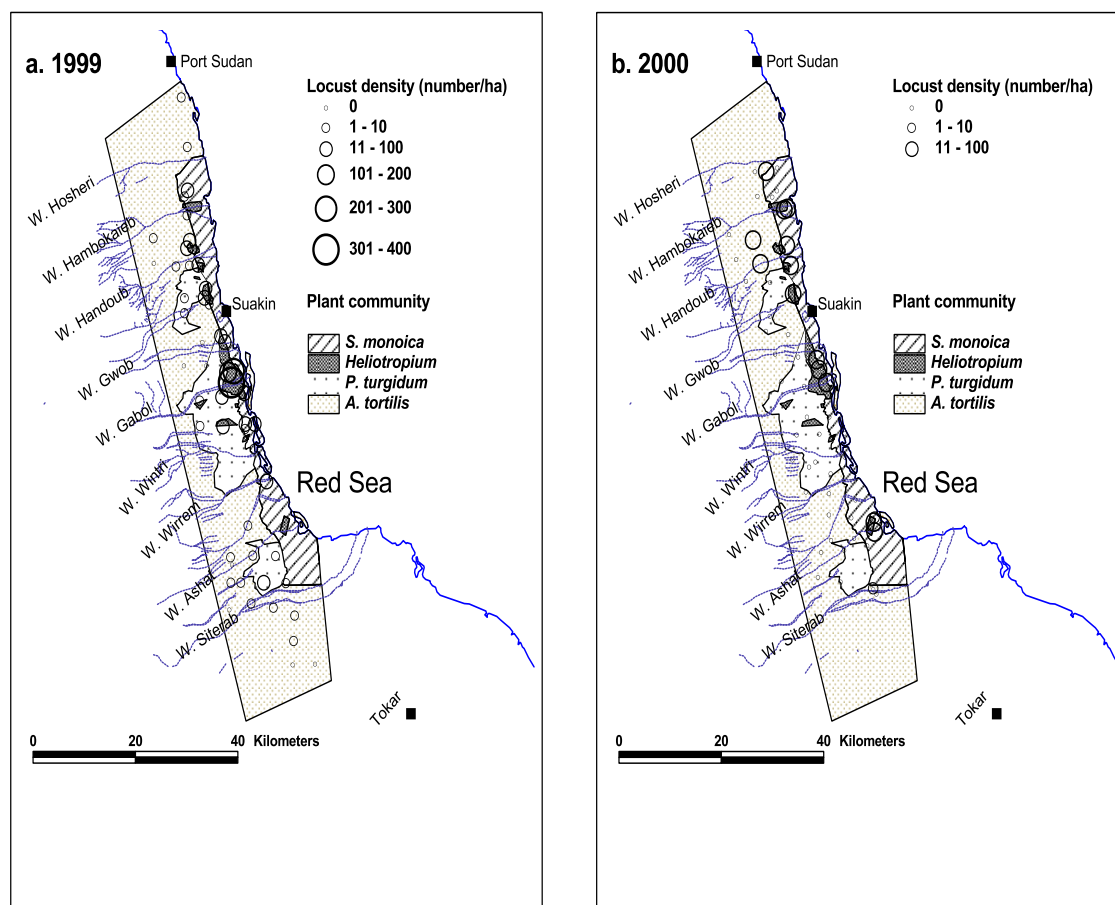 a. 1999
Port Sudan
Locust density (number/ha)
0
1 - 10
11 - 100
101 - 200
201 - 300
301 - 400
W. Hosheri
W. Hambokaieb
W. Handoub
Suakin
Plant community
S. monoica
Heliotropium
P. turgidum
A. tortilis
W. Gwob
W. Gabol
W. Wintri
Red Sea
W. Wirrem
W. Ashat
W. Siterab
Tokar
0 20 40 Kilometers
b. 2000
Port Sudan
Locust density (number/ha)
0
1 - 10
11 - 100
W. Hosheri
W. Hambokaieb
W. Handoub
Suakin
Plant community
S. monoica
Heliotropium
P. turgidum
A. tortilis
W. Gwob
W. Gabol
W. Wintri
Red Sea
W. Wirrem
W. Ashat
W. Siterab
Tokar
0 20 40 Kilometers